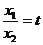 x₁/x₂ = t